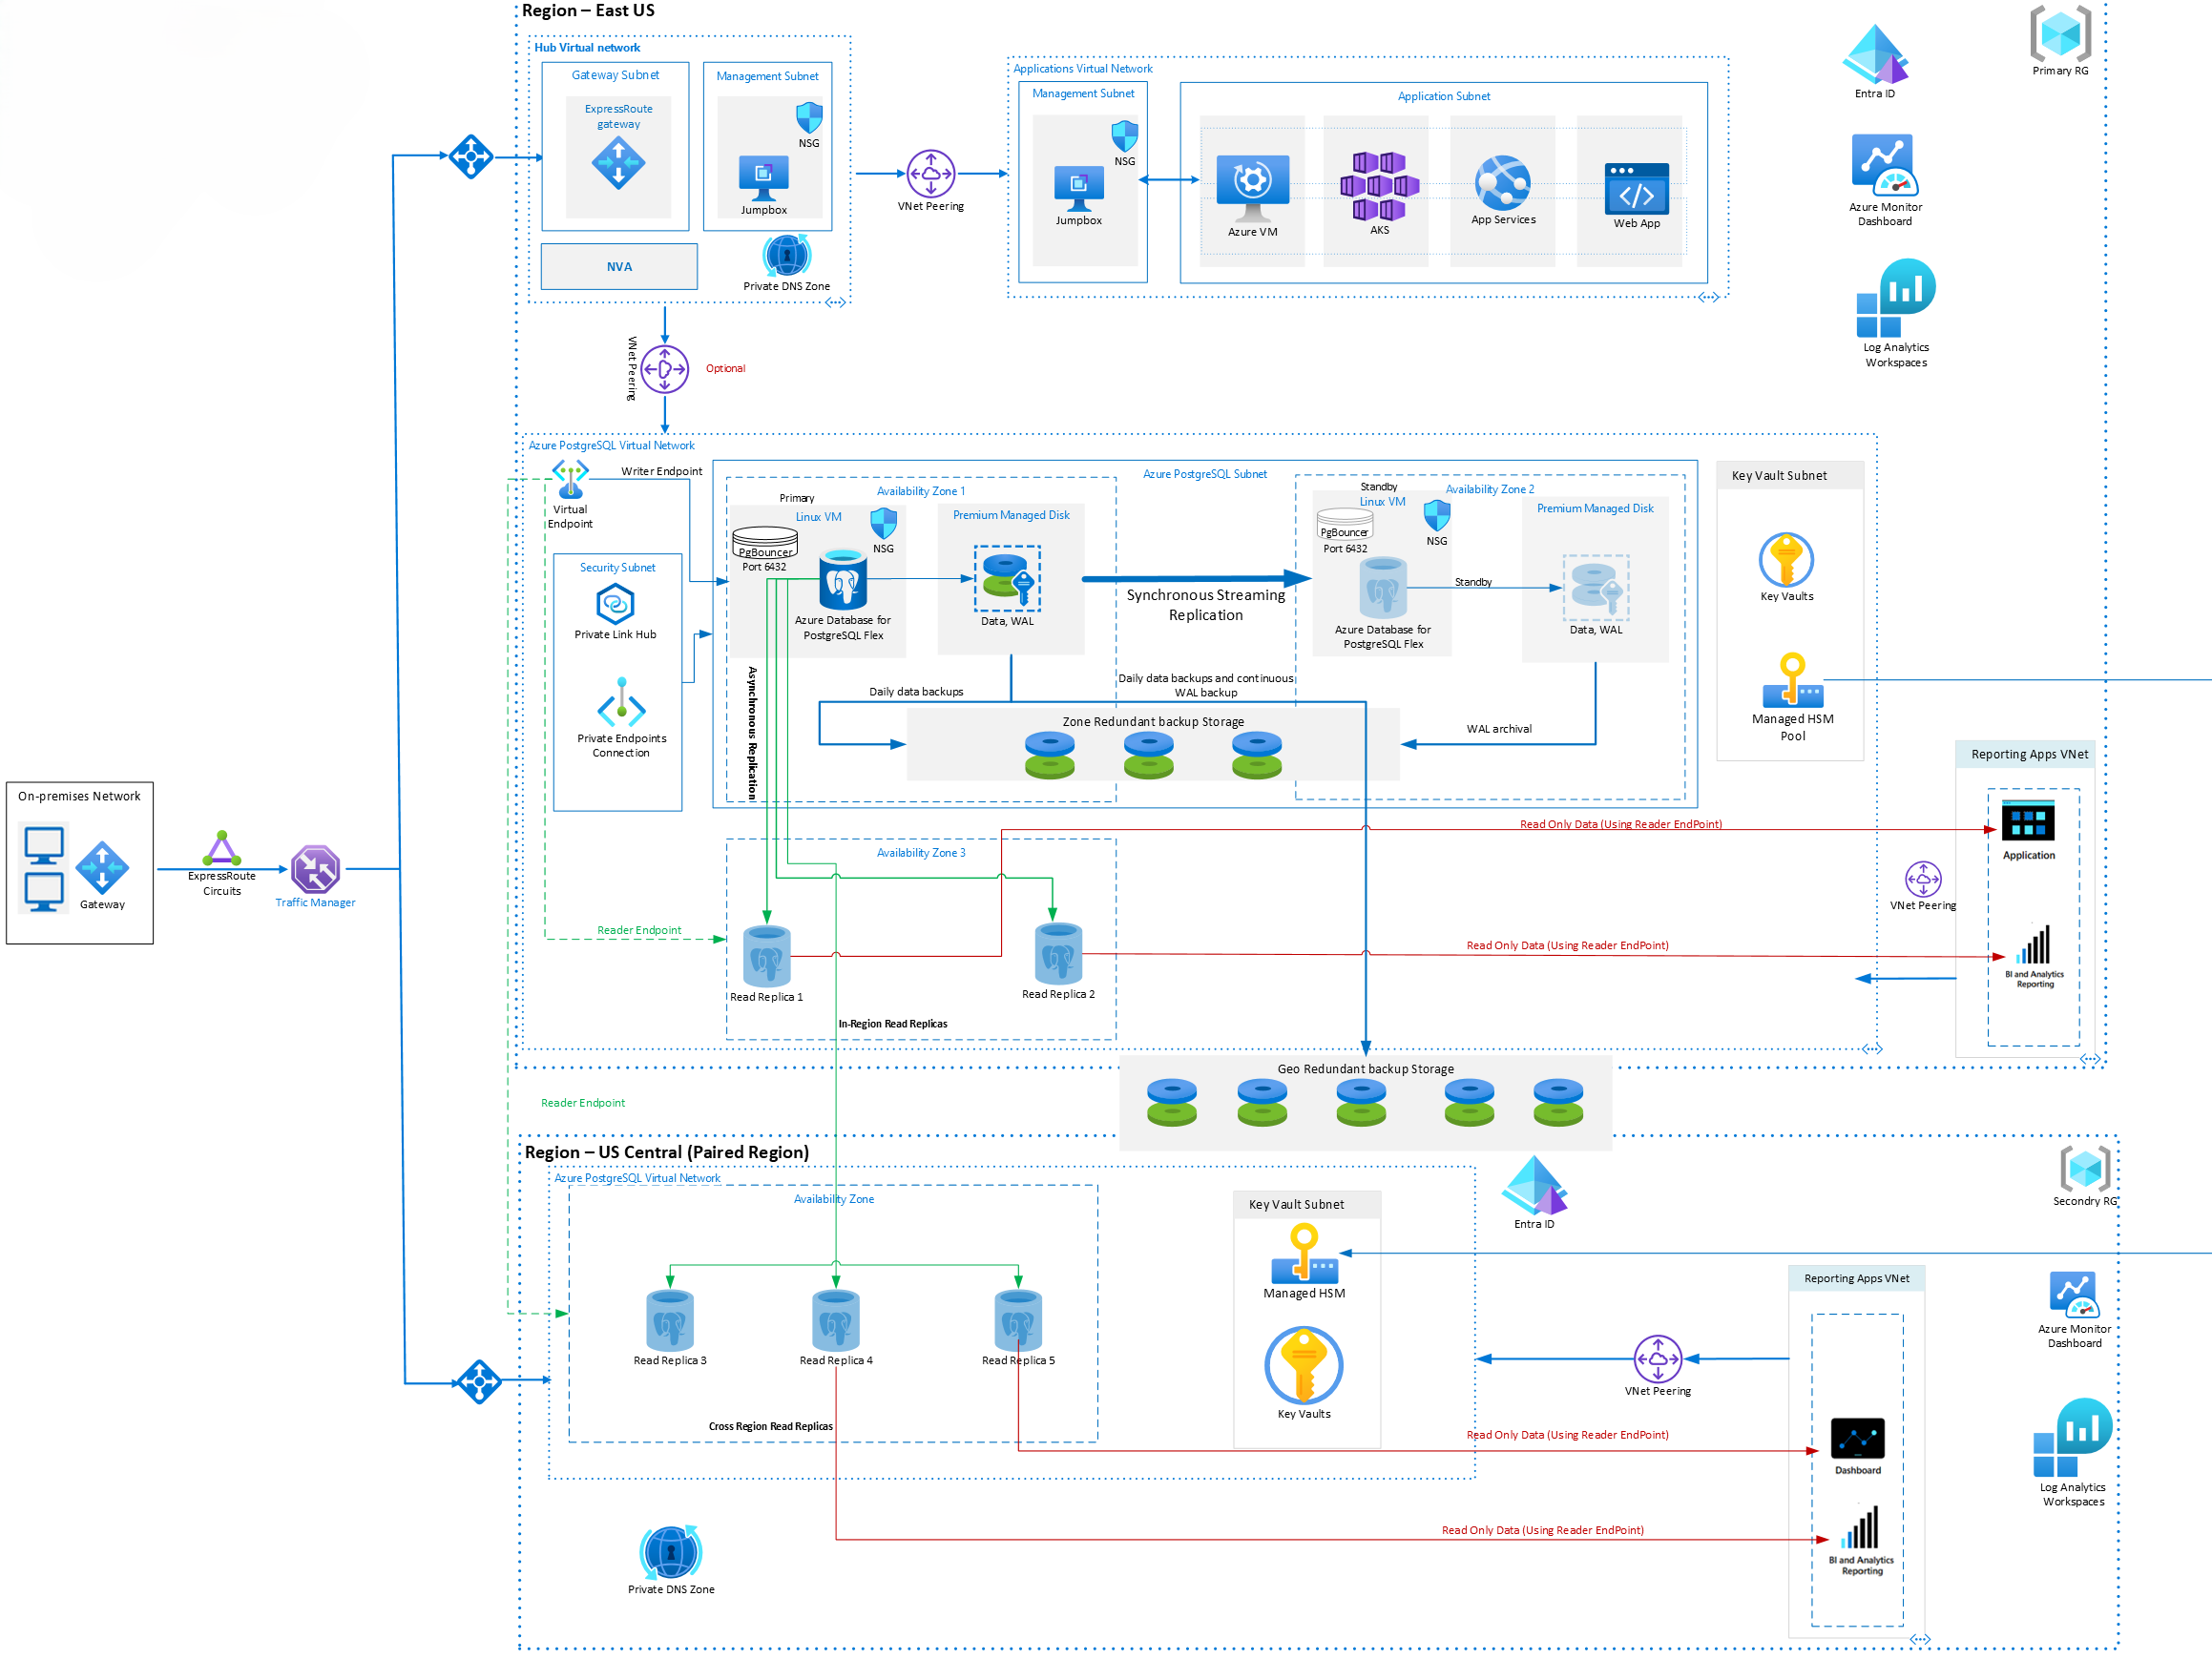 Region – East US
Hub Virtual network
Gateway Subnet
ExpressRoute
gateway
Management Subnet
NSG
Jumpbox
NVA
Private DNS Zone
VNet Peering
Applications Virtual Network
Management Subnet
NSG
Jumpbox
Application Subnet
Azure VM
AKS
App Services
Web App
Entra ID
Primary RG
Azure Monitor
Dashboard
Log Analytics
Workspaces
VNet Peering
Optional
Azure PostgreSQL Virtual Network
Virtual
Endpoint
Writer Endpoint
Security Subnet
Private Link Hub
Private Endpoints
Connection
Azure PostgreSQL Subnet
Availability Zone 1
Primary
Linux VM
PgBouncer
Port 6432
NSG
Azure Database for
PostgreSQL Flex
Premium Managed Disk
Data, WAL
Synchronous Streaming
Replication
Availability Zone 2
Standby
Linux VM
PgBouncer
Port 6432
NSG
Azure Database for
PostgreSQL Flex
Standby
Premium Managed Disk
Data, WAL
Asynchronous Replication
Daily data backups
Daily data backups and continuous
WAL backup
Zone Redundant backup Storage
WAL archival
Key Vault Subnet
Key Vaults
Managed HSM
Pool
Reporting Apps VNet
Application
BI and Analytics
Reporting
VNet Peering
On-premises Network
Gateway
ExpressRoute
Circuits
Traffic Manager
Availability Zone 3
Reader Endpoint
Read Replica 1
Read Replica 2
In-Region Read Replicas
Read Only Data (Using Reader EndPoint)
Read Only Data (Using Reader EndPoint)
Geo Redundant backup Storage
Reader Endpoint
Region – US Central (Paired Region)
Azure PostgreSQL Virtual Network
Availability Zone
Read Replica 3
Read Replica 4
Read Replica 5
Cross Region Read Replicas
Key Vault Subnet
Managed HSM
Key Vaults
Entra ID
Secondry RG
Reporting Apps VNet
VNet Peering
Azure Monitor
Dashboard
Read Only Data (Using Reader EndPoint)
Dashboard
Log Analytics
Workspaces
Read Only Data (Using Reader EndPoint)
BI and Analytics
Reporting
Private DNS Zone